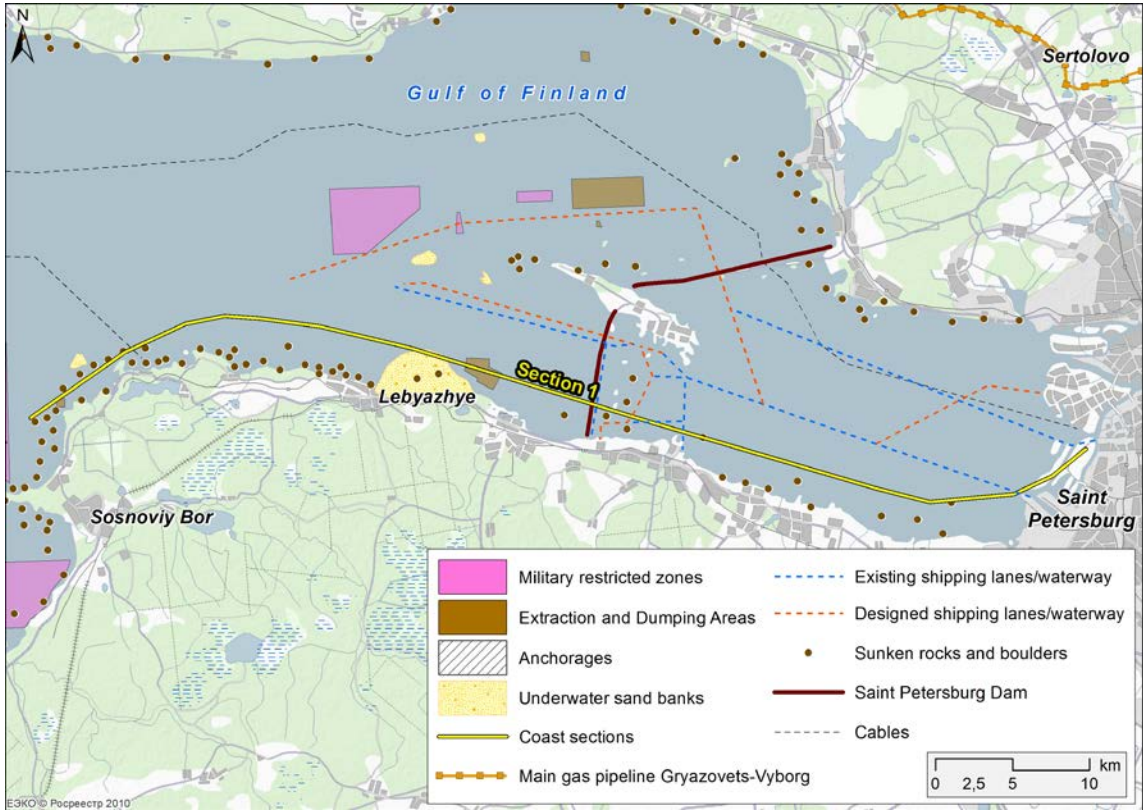 N
Gulf of Finland
Sertolovo
Section 1
Lebyazhye
Sosnoviy Bor
Saint
Petersburg
Military restricted zones
Extraction and Dumping Areas
Anchorages
Underwater sand banks
Coast sections
Main gas pipeline Gryazovets-Vyborg
Existing shipping lanes/waterway
Designed shipping lanes/waterway
Sunken rocks and boulders
Saint Petersburg Dam
Cables
km
0 2,5 5 10
ЕЭКО © Росреестр 2010